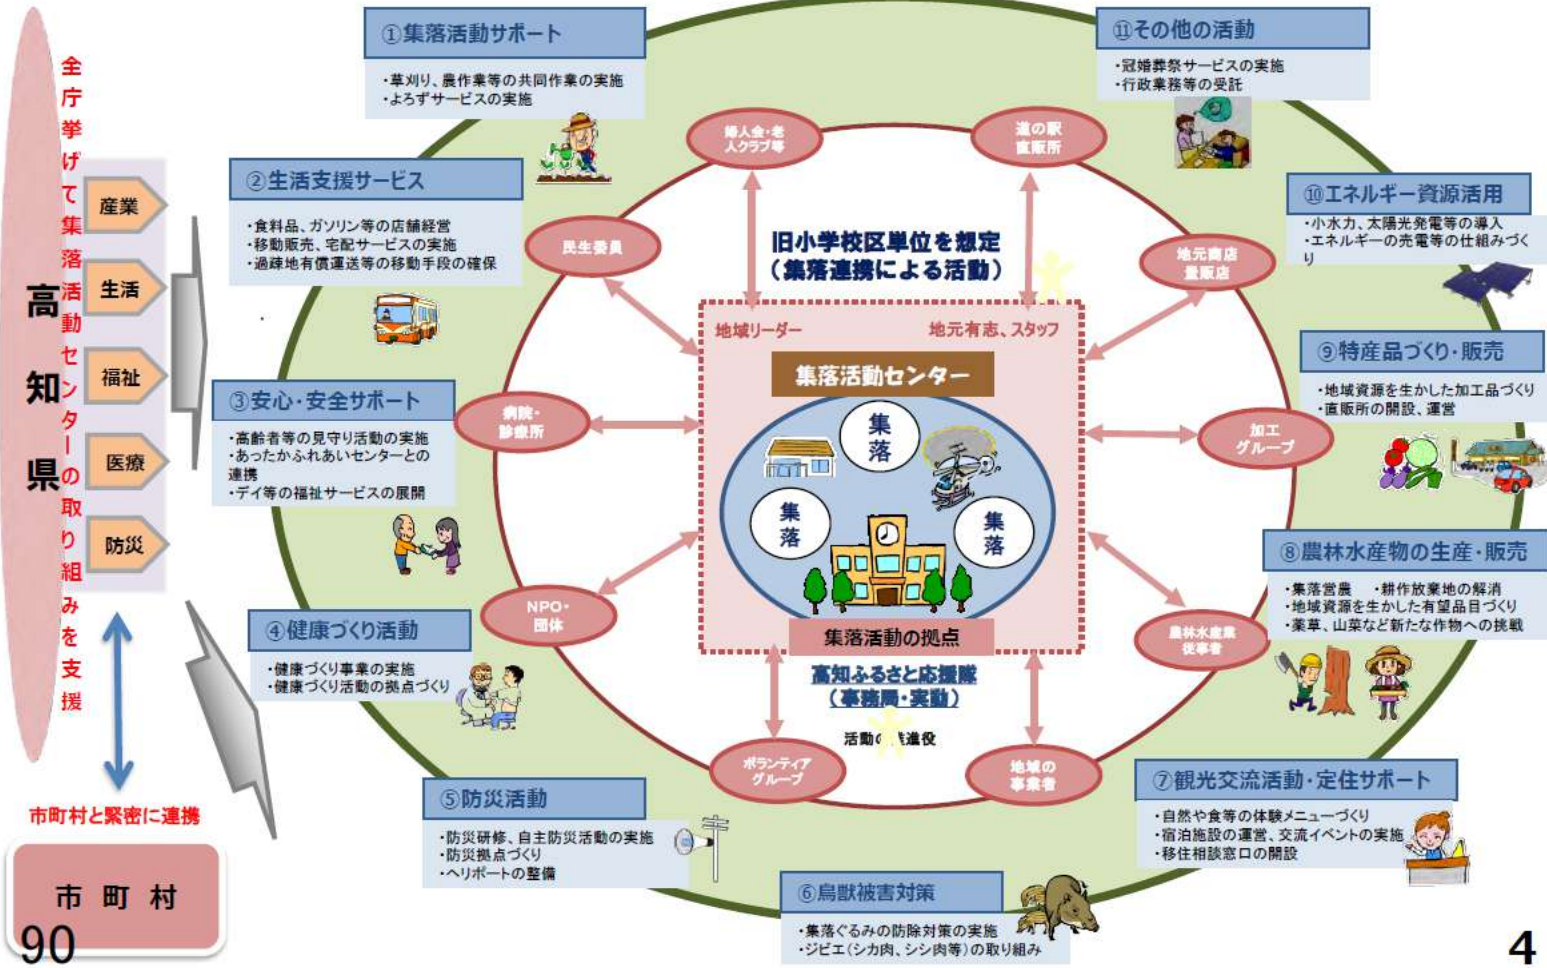 全庁挙げて集落活動センターの取り組みを支援
高知県
産業
生活
福祉
医療
防災
市町村と緊密に連携
市町村
90
①集落活動サポート
・草刈り、農作業等の共同作業の実施
・よろずサービスの実施
②生活支援サービス
・食料品、ガソリン等の店舗経営
・移動販売、宅配サービスの実施
・過疎地有償運送等の移動手段の確保
③安心・安全サポート
・高齢者等の見守り活動の実施
・あったかふれあいセンターとの
連携
・デイ等の福祉サービスの展開
④健康づくり活動
・健康づくり事業の実施
・健康づくり活動の拠点づくり
⑤防災活動
・防災研修、自主防災活動の実施
・防災拠点づくり
・ヘリポートの整備
⑥鳥獣被害対策
・集落ぐるみの防除対策の実施
・ジビエ(シカ肉、シシ肉等)の取り組み
⑦観光交流活動・定住サポート
・自然や食等の体験メニューづくり
・宿泊施設の運営、交流イベントの実施
・移住相談窓口の開設
⑧農林水産物の生産・販売
・集落営農　・耕作放棄地の解消
・地域資源を生かした有望品目づくり
・薬草、山菜など新たな作物への挑戦
⑨特産品づくり・販売
・地域資源を生かした加工品づくり
・直販所の開設、運営
⑩エネルギー資源活用
・小水力、太陽光発電等の導入
・エネルギーの売電等の仕組みづく
り
⑪その他の活動
・冠婚葬祭サービスの実施
・行政業務等の受託
婦人会・老
人クラブ等
道の駅
直販所
民生委員
地元商店
量販店
病院・
診療所
加工
グループ
NPO・
団体
農林水産業
従事者
ボランティア
グループ
地域の
事業者
旧小学校区単位を想定
(集落連携による活動)
地域リーダー
地元有志、スタッフ
集落活動センター
集落
集落
集落
集落活動の拠点
高知ふるさと応援隊
(事務局・実動)
活動の推進役
4